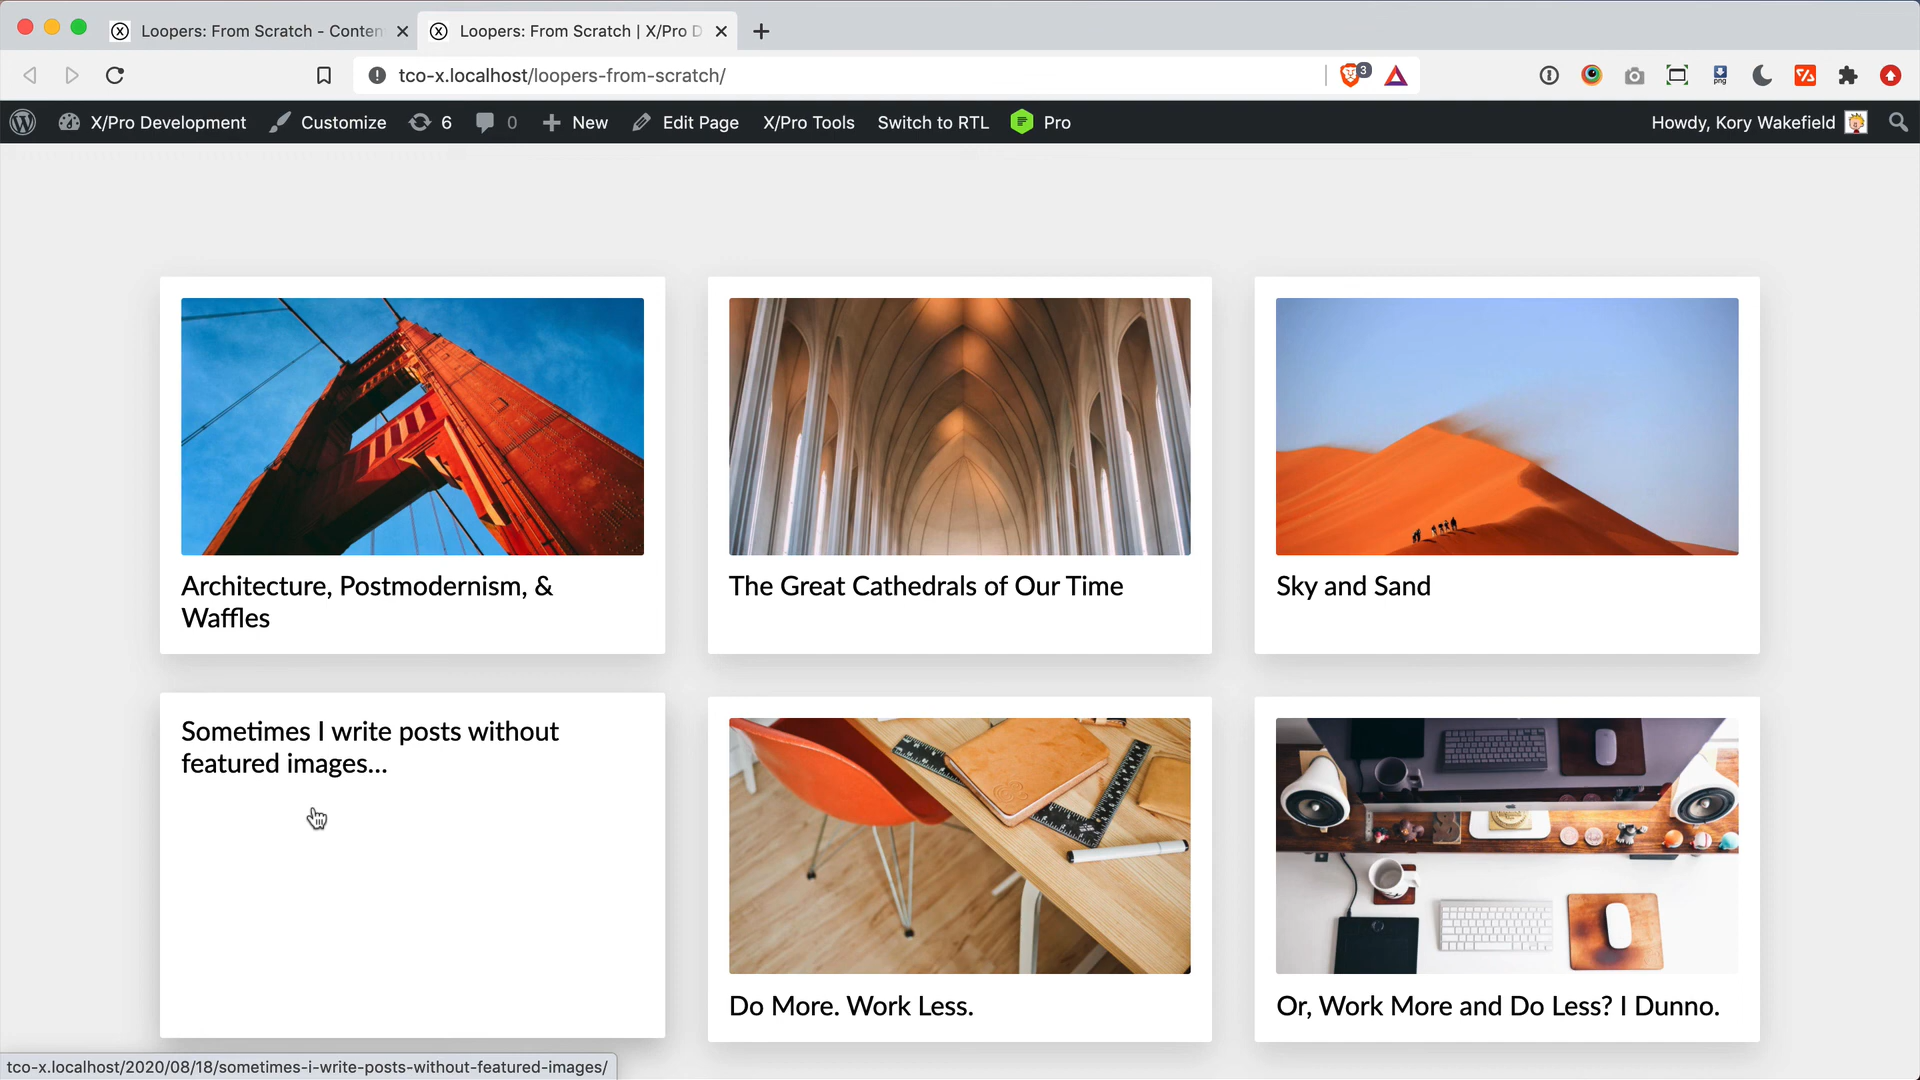 Loopers: From Scratch - Conten
Loopers: From Scratch | X/Pro D
tco-x.localhost/loopers-from-scratch/
3
png
X/Pro Development
Customize
6
0
New
Edit Page
X/Pro Tools
Switch to RTL
Pro
Howdy, Kory Wakefield
Architecture, Postmodernism, &
Waffles
The Great Cathedrals of Our Time
Sky and Sand
Sometimes I write posts without
featured images...
Do More. Work Less.
Or, Work More and Do Less? I Dunno.
tco-x.localhost/2020/08/18/sometimes-i-write-posts-without-featured-images/